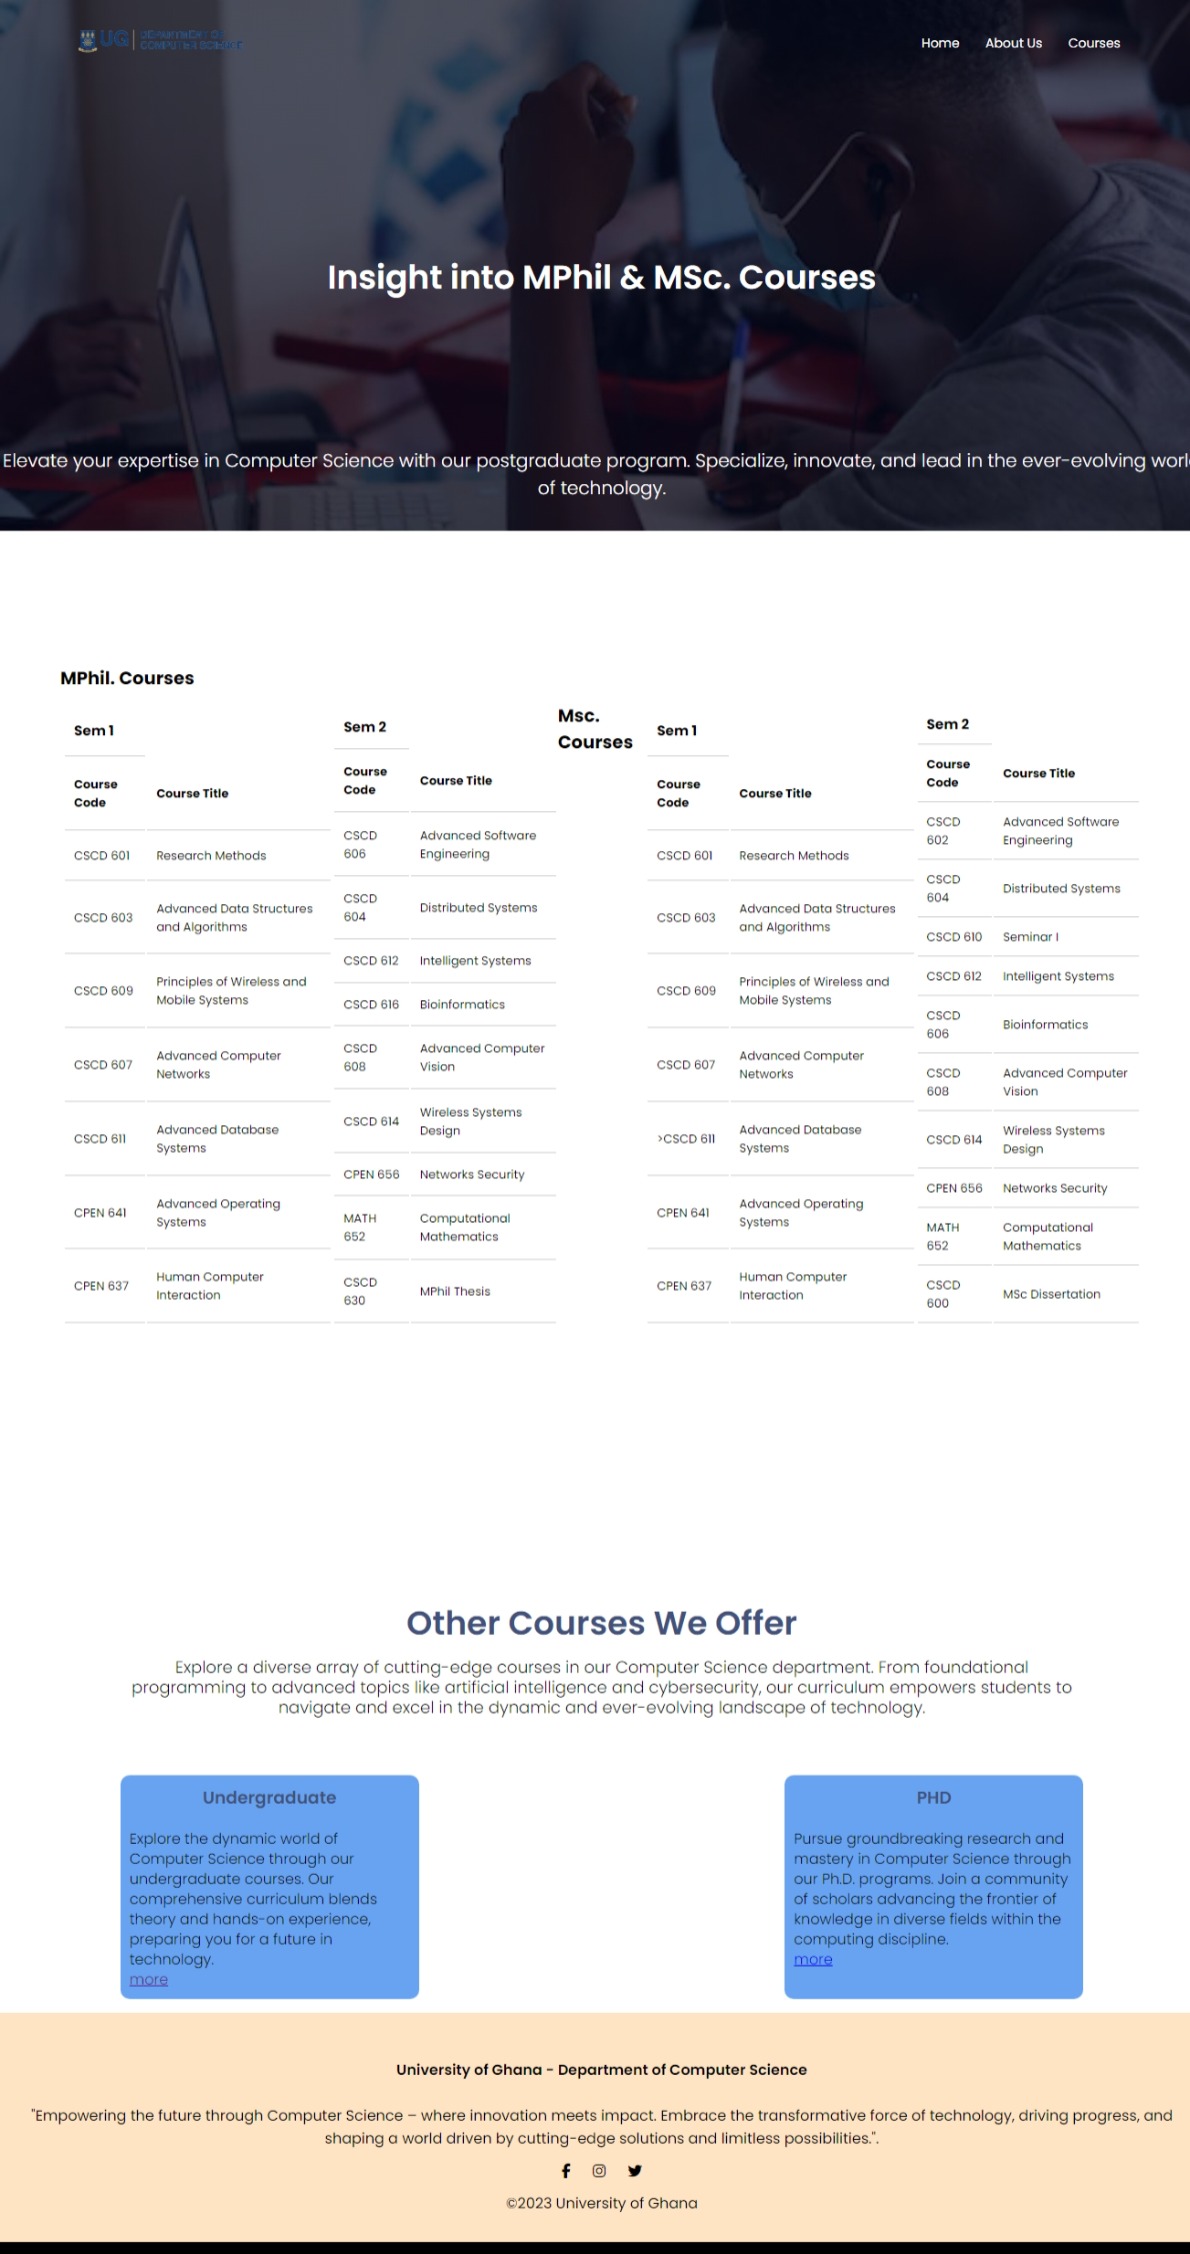 UG DEPARTMENT OF
COMPUTER SCIENCE
Home About Us Courses
Insight into MPhil & MSc. Courses
Elevate your expertise in Computer Science with our postgraduate program. Specialize, innovate, and lead in the ever-evolving worl
of technology.
MPhil. Courses
Sem 1
Course
Code
Course Title
CSCD 601 Research Methods
CSCD 603 Advanced Data Structures
and Algorithms
CSCD 609 Principles of Wireless and
Mobile Systems
CSCD 607 Advanced Computer
Networks
CSCD 611 Advanced Database
Systems
CPEN 641 Advanced Operating
Systems
CPEN 637 Human Computer
Interaction
Sem 2
Course
Code
Course Title
CSCD
606
Advanced Software
Engineering
CSCD
604
Distributed Systems
CSCD 612 Intelligent Systems
CSCD 616 Bioinformatics
CSCD
608
Advanced Computer
Vision
CSCD 614 Wireless Systems
Design
CPEN 656 Networks Security
MATH
652
Computational
Mathematics
CSCD
630
MPhil Thesis
Msc.
Courses
Sem 1
Course
Code
Course Title
CSCD 601 Research Methods
CSCD 603 Advanced Data Structures
and Algorithms
CSCD 609 Principles of Wireless and
Mobile Systems
CSCD 607 Advanced Computer
Networks
>CSCD 611 Advanced Database
Systems
CPEN 641 Advanced Operating
Systems
CPEN 637 Human Computer
Interaction
Sem 2
Course
Code
Course Title
CSCD
602
Advanced Software
Engineering
CSCD
604
Distributed Systems
CSCD 610 Seminar I
CSCD 612 Intelligent Systems
CSCD
606
Bioinformatics
CSCD
608
Advanced Computer
Vision
CSCD 614 Wireless Systems
Design
CPEN 656 Networks Security
MATH
652
Computational
Mathematics
CSCD
600
MSc Dissertation
Other Courses We Offer
Explore a diverse array of cutting-edge courses in our Computer Science department. From foundational
programming to advanced topics like artificial intelligence and cybersecurity, our curriculum empowers students to
navigate and excel in the dynamic and ever-evolving landscape of technology.
Undergraduate
Explore the dynamic world of
Computer Science through our
undergraduate courses. Our
comprehensive curriculum blends
theory and hands-on experience,
preparing you for a future in
technology.
more
PHD
Pursue groundbreaking research and
mastery in Computer Science through
our Ph.D. programs. Join a community
of scholars advancing the frontier of
knowledge in diverse fields within the
computing discipline.
more
University of Ghana - Department of Computer Science
"Empowering the future through Computer Science – where innovation meets impact. Embrace the transformative force of technology, driving progress, and
shaping a world driven by cutting-edge solutions and limitless possibilities.".
©2023 University of Ghana